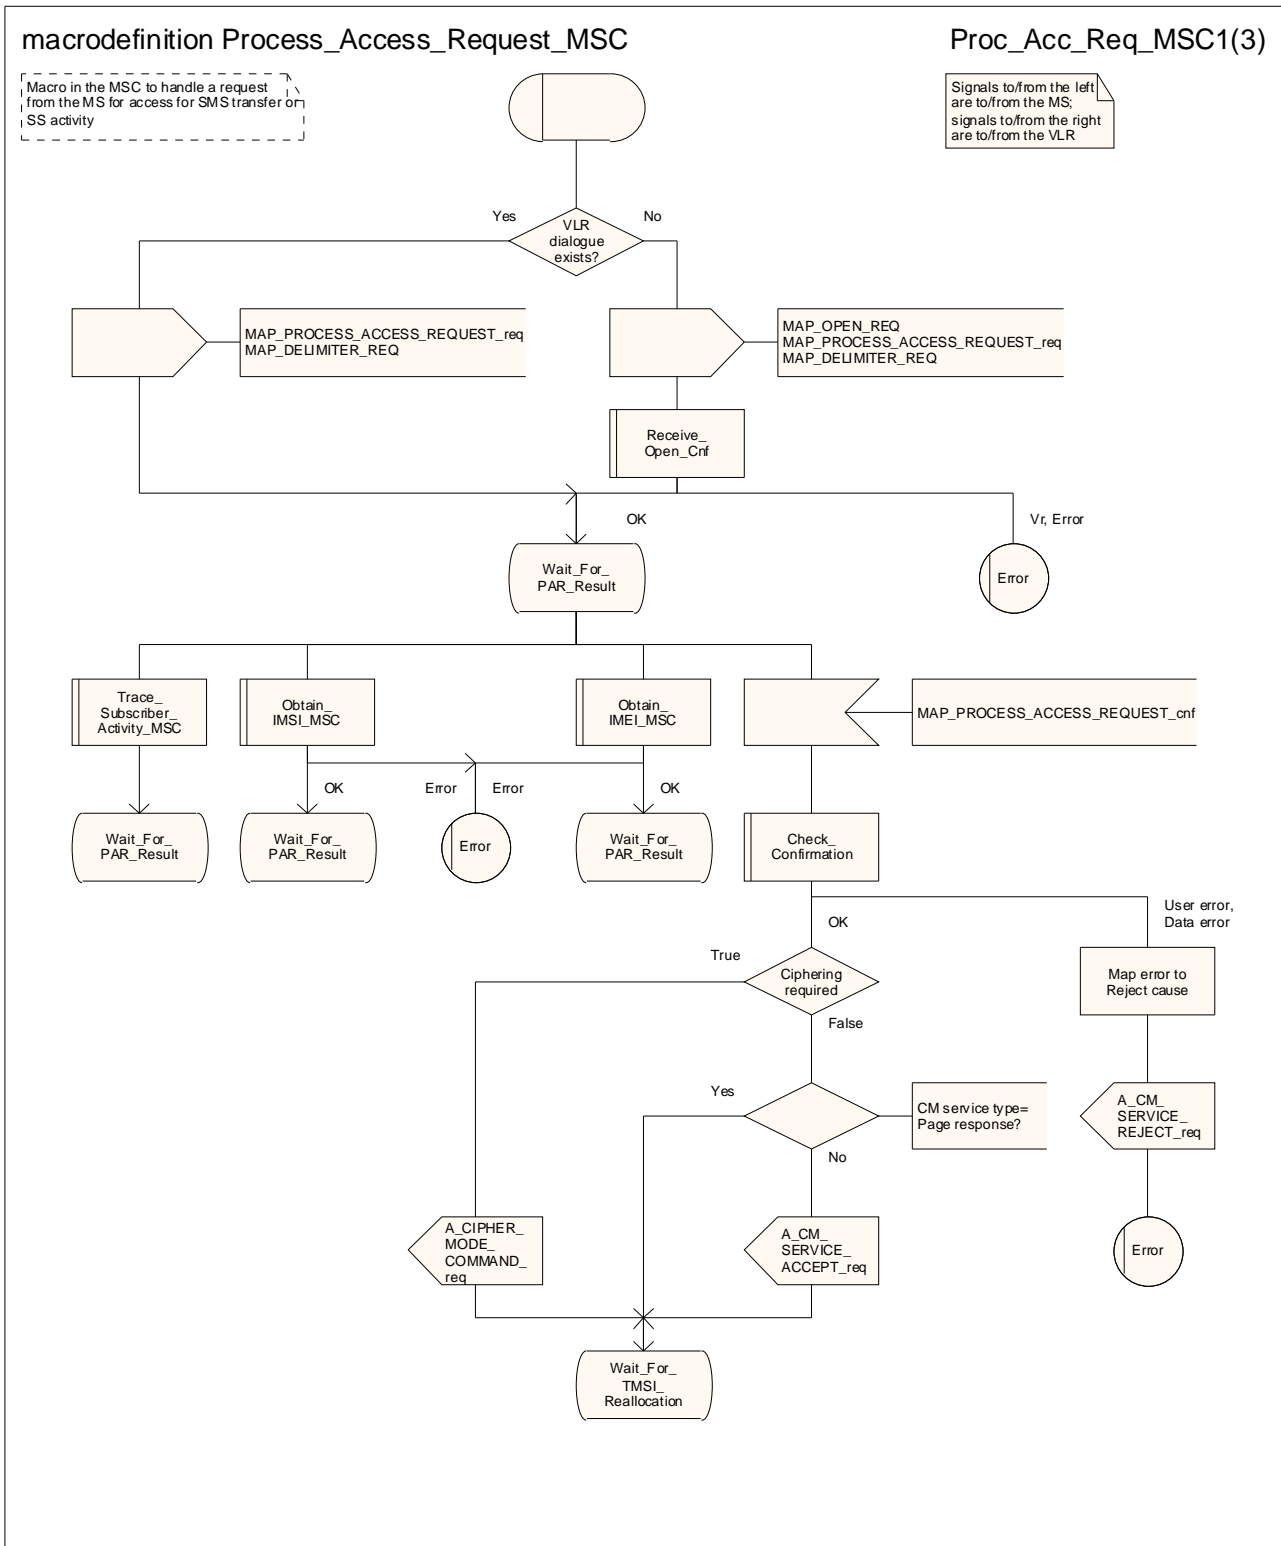 macrodefinition Process_Access_Request_MSC
Proc_Acc_Req_MSC1(3)
Macro in the MSC to handle a request
from the MS for access for SMS transfer or
SS activity
Signals to/from the left
are to/from the MS;
signals to/from the right
are to/from the VLR
Yes
No
VLR
dialogue
exists?
MAP_PROCESS_ACCESS_REQUEST_req
MAP_DELIMITER_REQ
MAP_OPEN_REQ
MAP_PROCESS_ACCESS_REQUEST_req
MAP_DELIMITER_REQ
Receive_
Open_Cnf
OK
Vr, Error
Wait_For_
PAR_Result
Error
Trace_
Subscriber_
Activity_MSC
Obtain_
IMSI_MSC
Obtain_
IMEI_MSC
MAP_PROCESS_ACCESS_REQUEST_cnf
OK
Error
Error
OK
Wait_For_
PAR_Result
Wait_For_
PAR_Result
Error
Wait_For_
PAR_Result
Check_
Confirmation
OK
User error,
Data error
True
Ciphering
required
Map error to
Reject cause
False
Yes
CM service type=
Page response?
A_CM_
SERVICE_
REJECT_req
No
A_CIPHER_
MODE_
COMMAND_
req
A_CM_
SERVICE_
ACCEPT_req
Error
Wait_For_
TMSI_
Reallocation